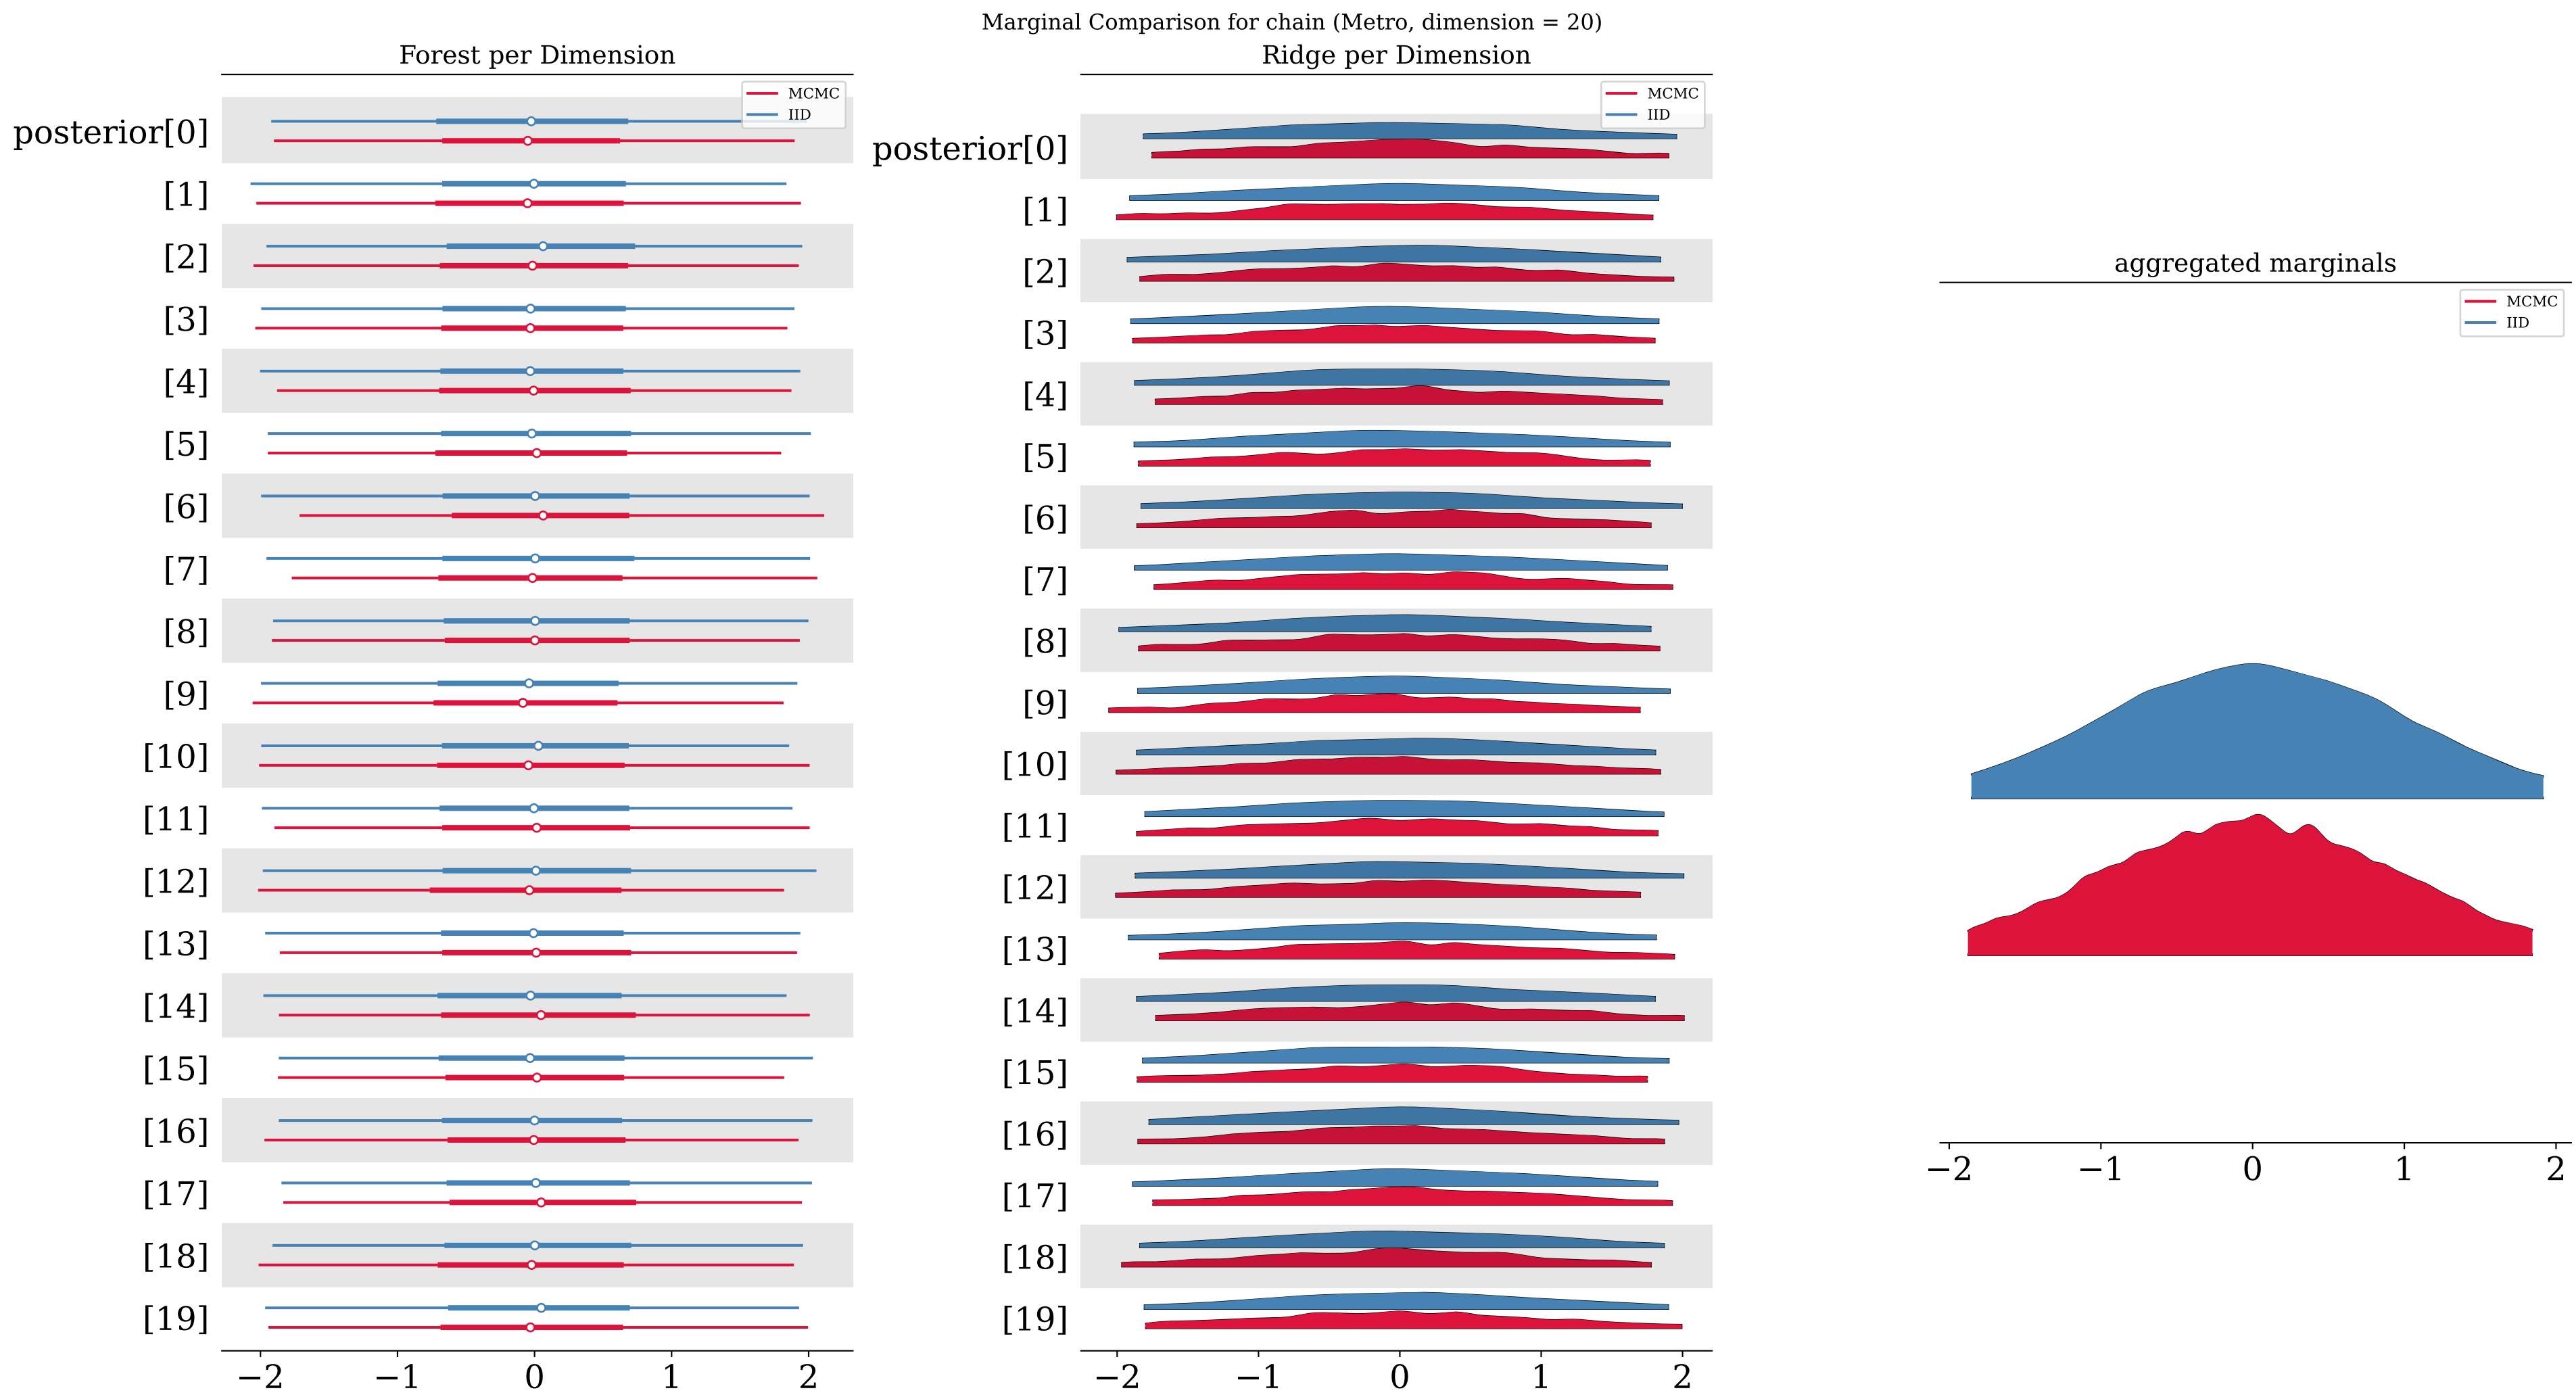 Marginal Comparison for chain (Metro, dimension = 20)
Forest per Dimension
MCMC
IID
posterior[0]
[1]
[2]
[3]
[4]
[5]
[6]
[7]
[8]
[9]
[10]
[11]
[12]
[13]
[14]
[15]
[16]
[17]
[18]
[19]
−2 −1 0 1 2
Ridge per Dimension
MCMC
IID
posterior[0]
[1]
[2]
[3]
[4]
[5]
[6]
[7]
[8]
[9]
[10]
[11]
[12]
[13]
[14]
[15]
[16]
[17]
[18]
[19]
−2 −1 0 1 2
aggregated marginals
MCMC
IID
−2 −1 0 1 2